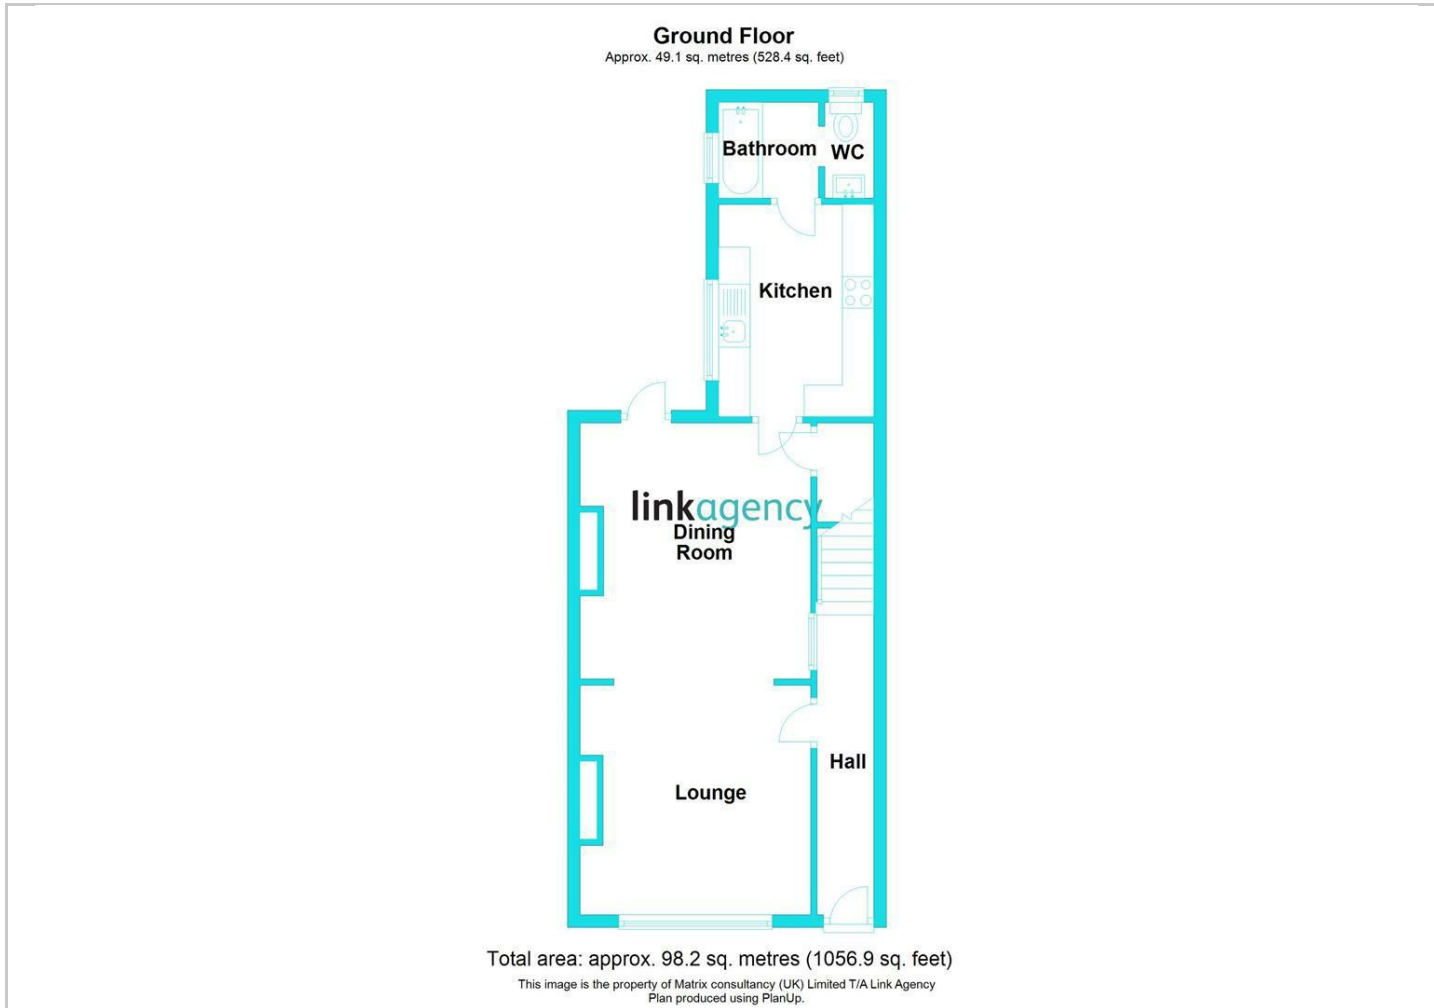 Ground Floor
Approx. 49.1 sq. metres (528.4 sq. feet)
Bathroom
WC
Kitchen
linkagency
Dining
Room
Hall
Lounge
Total area: approx. 98.2 sq. metres (1056.9 sq. feet)
This image is the property of Matrix consultancy (UK) Limited T/A Link Agency
Plan produced using PlanUp.